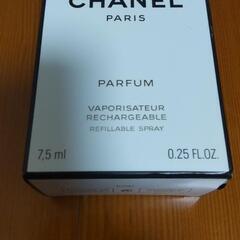 CHANEL
PARIS
PARFUM
VAPORISATEUR
RECHARGEABLE
REFILLABLE SPRAY
7,5 ml 0.25 FL.OZ.